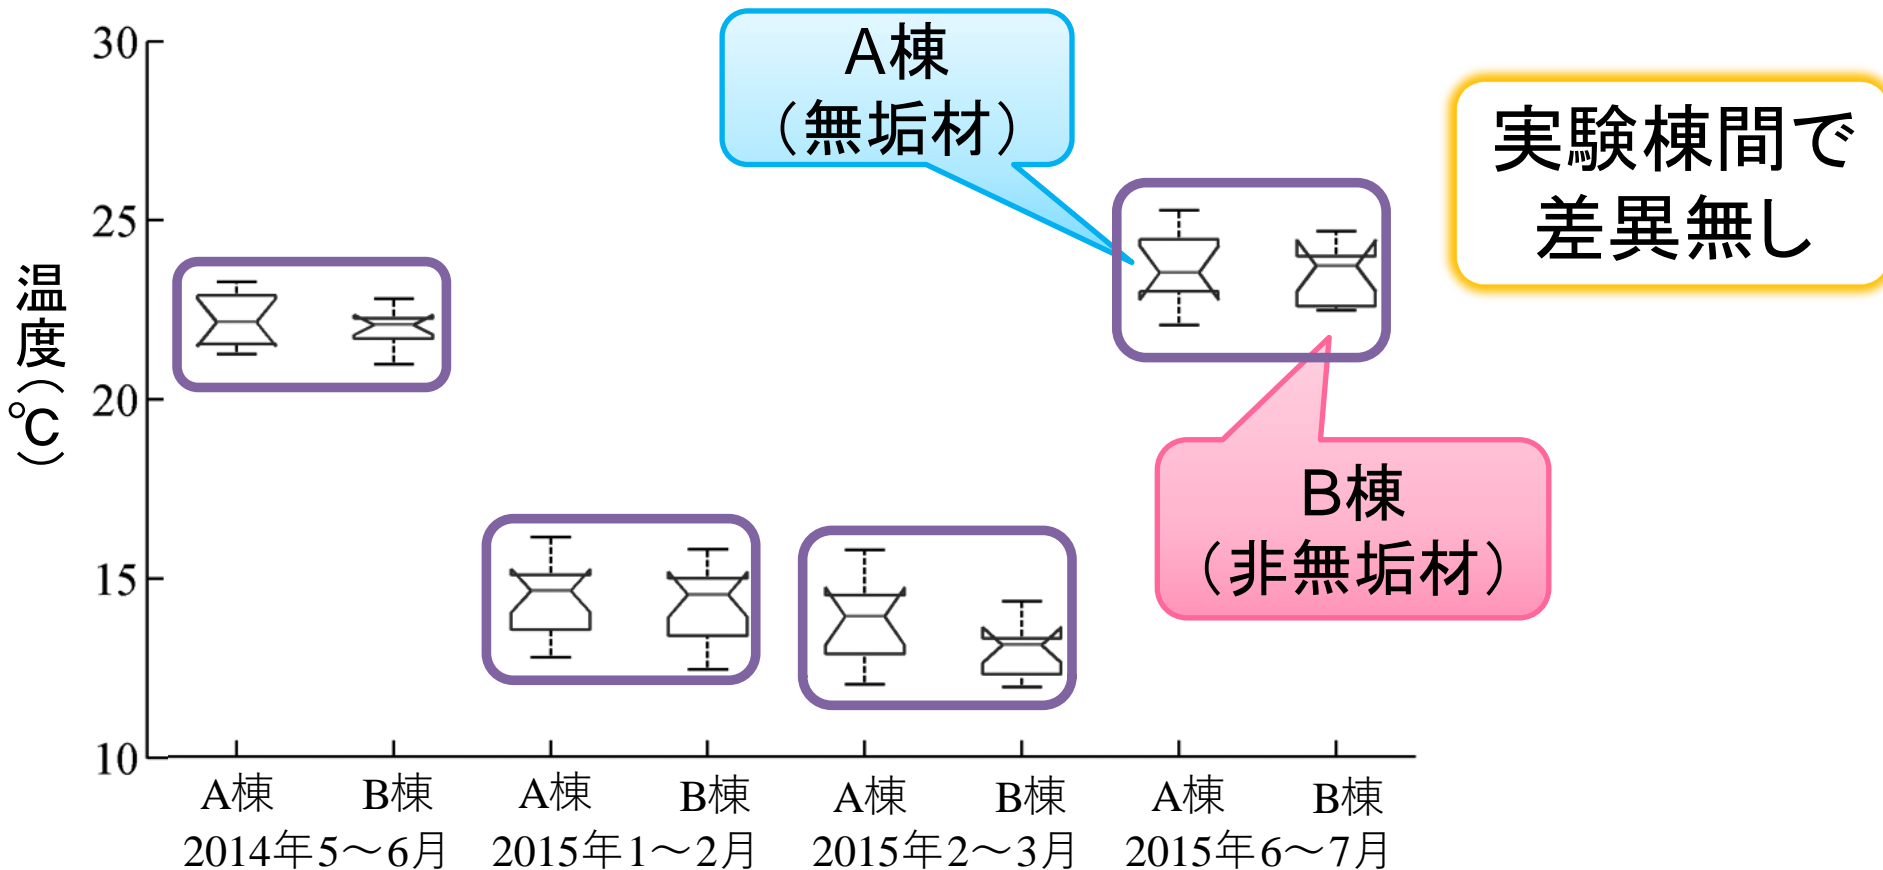 30
25
20
15
10
温度(℃)
A棟
(無垢材)
実験棟間で
差異無し
B棟
(非無垢材)
A棟 B棟 A棟 B棟 A棟 B棟 A棟 B棟
2014年5～6月 2015年1～2月 2015年2～3月 2015年6～7月